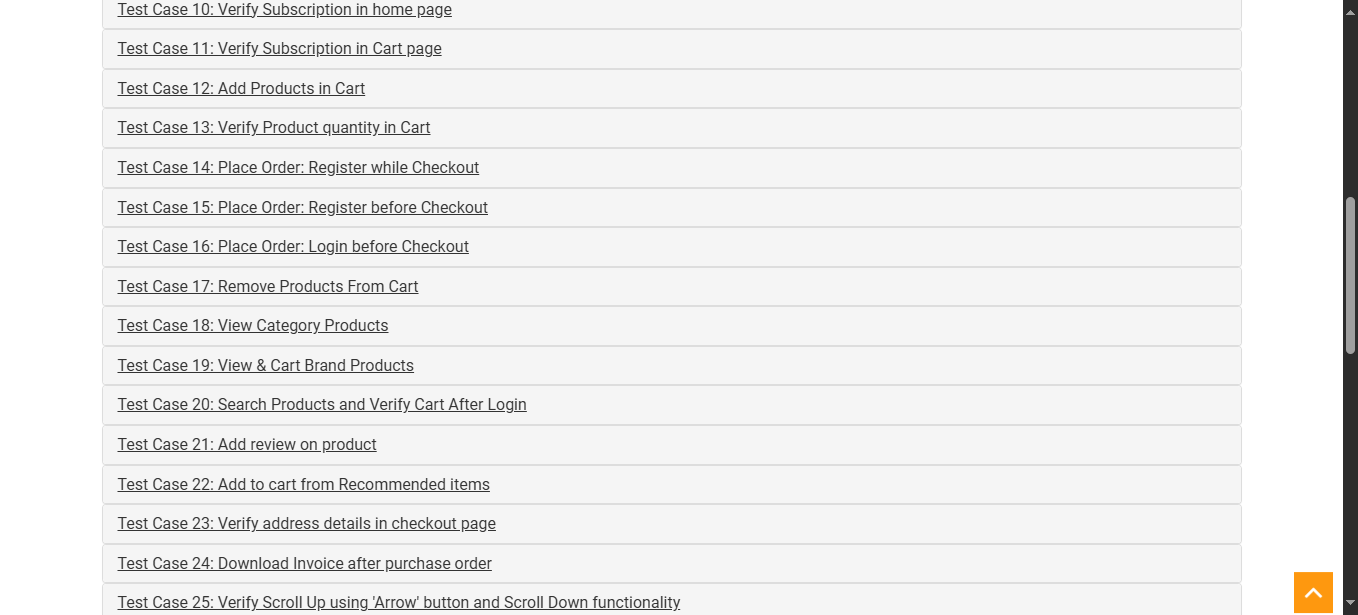 Test Case 10: Verify Subscription in home page
Test Case 11: Verify Subscription in Cart page
Test Case 12: Add Products in Cart
Test Case 13: Verify Product quantity in Cart
Test Case 14: Place Order: Register while Checkout
Test Case 15: Place Order: Register before Checkout
Test Case 16: Place Order: Login before Checkout
Test Case 17: Remove Products From Cart
Test Case 18: View Category Products
Test Case 19: View & Cart Brand Products
Test Case 20: Search Products and Verify Cart After Login
Test Case 21: Add review on product
Test Case 22: Add to cart from Recommended items
Test Case 23: Verify address details in checkout page
Test Case 24: Download Invoice after purchase order
Test Case 25: Verify Scroll Up using 'Arrow' button and Scroll Down functionality